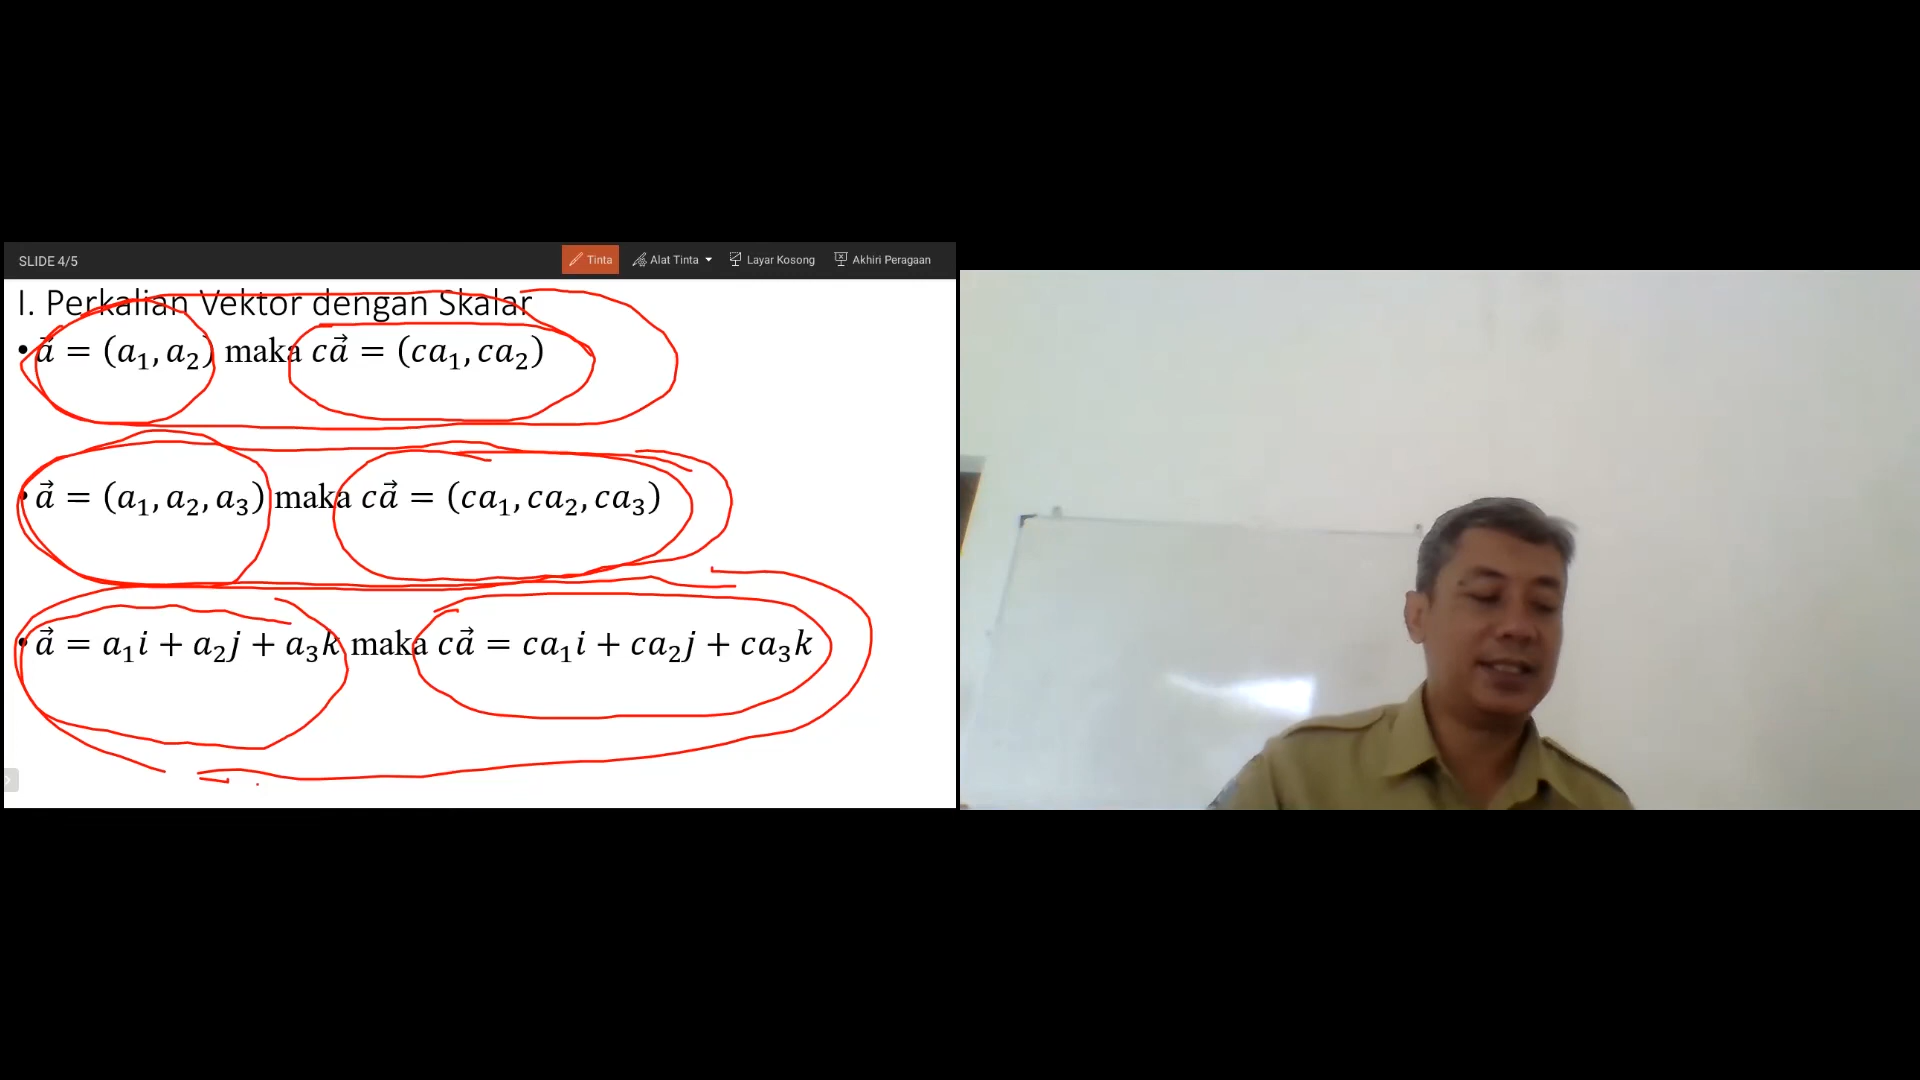 SLIDE 4/5
Tinta
Alat Tinta
Layar Kosong
Akhiri Peragaan
I. Perkalian Vektor dengan Skalar
• a⃗ = (a₁, a₂) maka ca⃗ = (ca₁, ca₂)
• a⃗ = (a₁, a₂, a₃) maka ca⃗ = (ca₁, ca₂, ca₃)
• a⃗ = a₁i + a₂j + a₃k maka ca⃗ = ca₁i + ca₂j + ca₃k